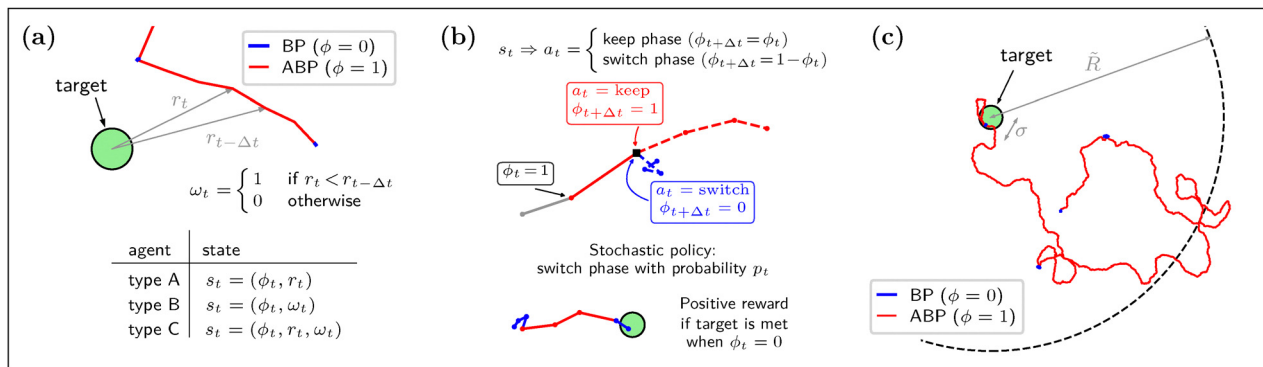 (a)
BP (ϕ = 0)
ABP (ϕ = 1)
target
r_t
r_{t−Δt}
ω_t = { 1 if r_t < r_{t−Δt}
0 otherwise
agent state
type A s_t = (ϕ_t, r_t)
type B s_t = (ϕ_t, ω_t)
type C s_t = (ϕ_t, r_t, ω_t)
(b)
s_t ⇒ a_t = { keep phase (ϕ_{t+Δt} = ϕ_t)
switch phase (ϕ_{t+Δt} = 1−ϕ_t)
a_t = keep
ϕ_{t+Δt} = 1
ϕ_t = 1
a_t = switch
ϕ_{t+Δt} = 0
Stochastic policy:
switch phase with probability p_t
Positive reward
if target is met
when ϕ_t = 0
(c)
target
R̃
σ
BP (ϕ = 0)
ABP (ϕ = 1)